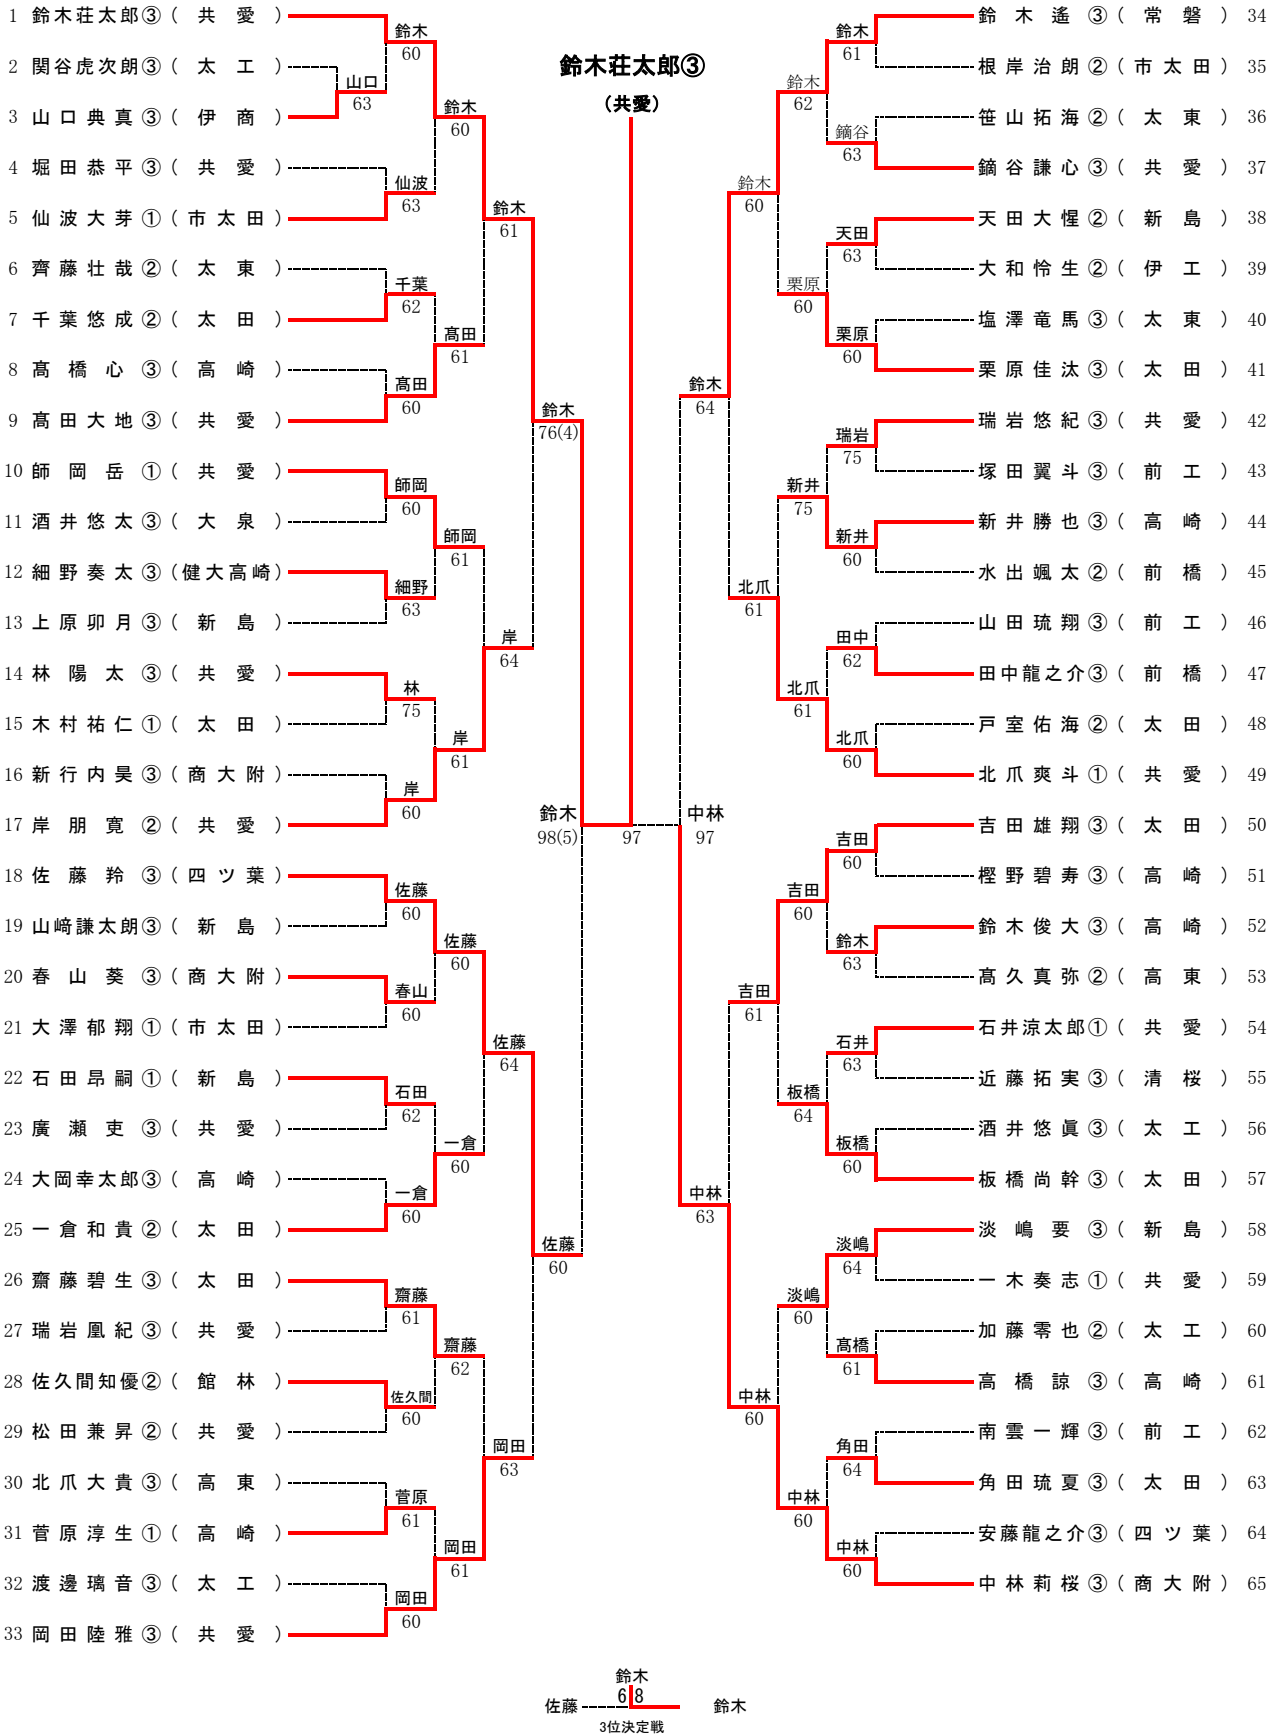 鈴木荘太郎③
(共愛)
1 鈴木荘太郎③(共愛)
2 関谷虎次朗③(太工)
3 山口典真③(伊商)
4 堀田恭平③(共愛)
5 仙波大芽①(市太田)
6 齊藤壮哉②(太東)
7 千葉悠成②(太田)
8 髙橋心③(高崎)
9 髙田大地③(共愛)
10 師岡岳①(共愛)
11 酒井悠太③(大泉)
12 細野奏太③(健大高崎)
13 上原卯月③(新島)
14 林陽太③(共愛)
15 木村祐仁①(太田)
16 新行内昊③(商大附)
17 岸朋寛②(共愛)
18 佐藤羚③(四ツ葉)
19 山﨑謙太朗③(新島)
20 春山葵③(商大附)
21 大澤郁翔①(市太田)
22 石田昂嗣①(新島)
23 廣瀬吏③(共愛)
24 大岡幸太郎③(高崎)
25 一倉和貴②(太田)
26 齋藤碧生③(太田)
27 瑞岩凰紀③(共愛)
28 佐久間知優②(館林)
29 松田兼昇②(共愛)
30 北爪大貴③(高東)
31 菅原淳生①(高崎)
32 渡邊璃音③(太工)
33 岡田陸雅③(共愛)
山口
63
鈴木
60
仙波
63
千葉
62
髙田
60
師岡
60
細野
63
林
75
岸
60
佐藤
60
春山
60
石田
62
一倉
60
齋藤
61
佐久間
60
菅原
61
岡田
60
鈴木
60
髙田
61
師岡
61
岸
61
佐藤
60
一倉
60
齋藤
62
岡田
61
鈴木
61
岸
64
佐藤
64
岡田
63
鈴木
76(4)
佐藤
60
鈴木
98(5)
97
中林
97
鈴木
64
中林
63
鈴木
60
北爪
61
吉田
61
中林
60
鈴木
62
栗原
60
新井
75
北爪
61
吉田
60
板橋
64
淡嶋
60
中林
60
鈴木
61
鏑谷
63
天田
63
栗原
60
瑞岩
75
新井
60
田中
62
北爪
60
吉田
60
鈴木
63
石井
63
板橋
60
淡嶋
64
髙橋
61
角田
64
中林
60
鈴木遙③(常磐) 34
根岸治朗②(市太田) 35
笹山拓海②(太東) 36
鏑谷謙心③(共愛) 37
天田大惺②(新島) 38
大和怜生②(伊工) 39
塩澤竜馬③(太東) 40
栗原佳汰③(太田) 41
瑞岩悠紀③(共愛) 42
塚田翼斗③(前工) 43
新井勝也③(高崎) 44
水出颯太②(前橋) 45
山田琉翔③(前工) 46
田中龍之介③(前橋) 47
戸室佑海②(太田) 48
北爪爽斗①(共愛) 49
吉田雄翔③(太田) 50
樫野碧寿③(高崎) 51
鈴木俊大③(高崎) 52
髙久真弥②(高東) 53
石井涼太郎①(共愛) 54
近藤拓実③(清桜) 55
酒井悠眞③(太工) 56
板橋尚幹③(太田) 57
淡嶋要③(新島) 58
一木奏志①(共愛) 59
加藤零也②(太工) 60
高橋諒③(高崎) 61
南雲一輝③(前工) 62
角田琉夏③(太田) 63
安藤龍之介③(四ツ葉) 64
中林莉桜③(商大附) 65
鈴木
佐藤 6 8 鈴木
3位決定戦